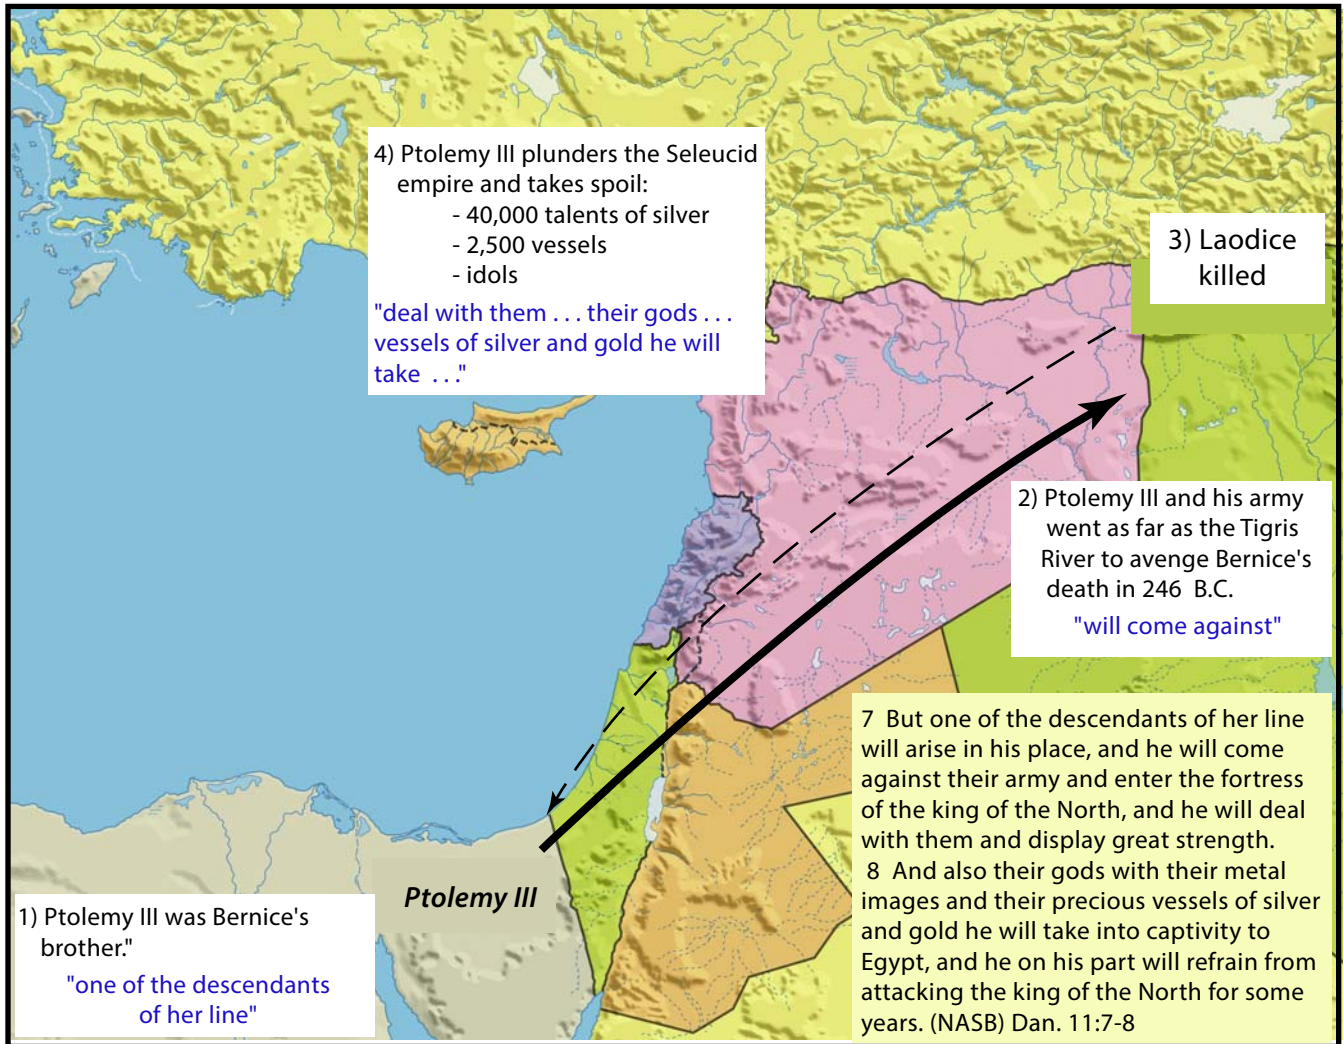 4) Ptolemy III plunders the Seleucid
empire and takes spoil:
- 40,000 talents of silver
- 2,500 vessels
- idols
"deal with them . . . their gods . . .
vessels of silver and gold he will
take . . ."
3) Laodice
killed
2) Ptolemy III and his army
went as far as the Tigris
River to avenge Bernice's
death in 246 B.C.
"will come against"
Ptolemy III
1) Ptolemy III was Bernice's
brother."
"one of the descendants
of her line"
7 But one of the descendants of her line
will arise in his place, and he will come
against their army and enter the fortress
of the king of the North, and he will deal
with them and display great strength.
8 And also their gods with their metal
images and their precious vessels of silver
and gold he will take into captivity to
Egypt, and he on his part will refrain from
attacking the king of the North for some
years. (NASB) Dan. 11:7-8